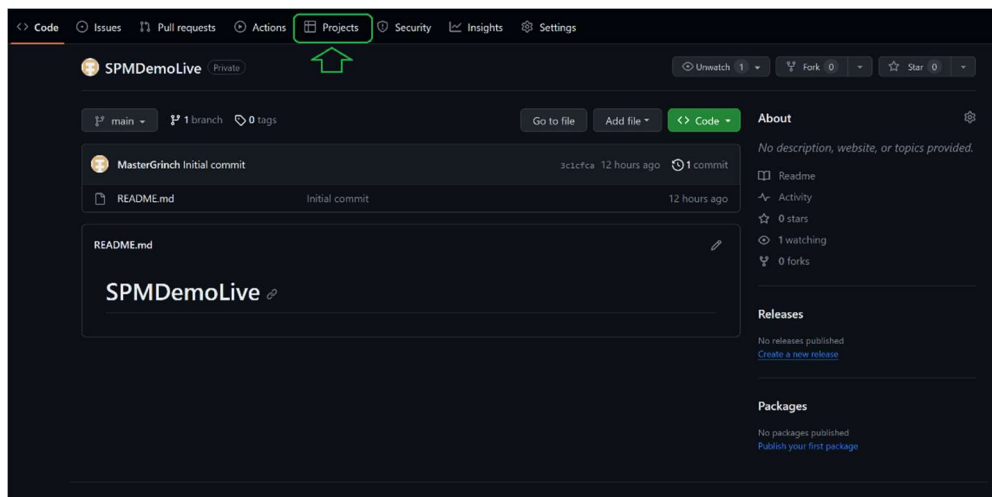 Code Issues Pull requests Actions Projects Security Insights Settings
SPMDemoLive Private Unwatch 1 Fork 0 Star 0
main 1 branch 0 tags Go to file Add file Code
MasterGrinch Initial commit 3c1cfca 12 hours ago 1 commit
README.md Initial commit 12 hours ago
README.md
SPMDemoLive
About
No description, website, or topics provided.
Readme
Activity
0 stars
1 watching
0 forks
Releases
No releases published
Create a new release
Packages
No packages published
Publish your first package